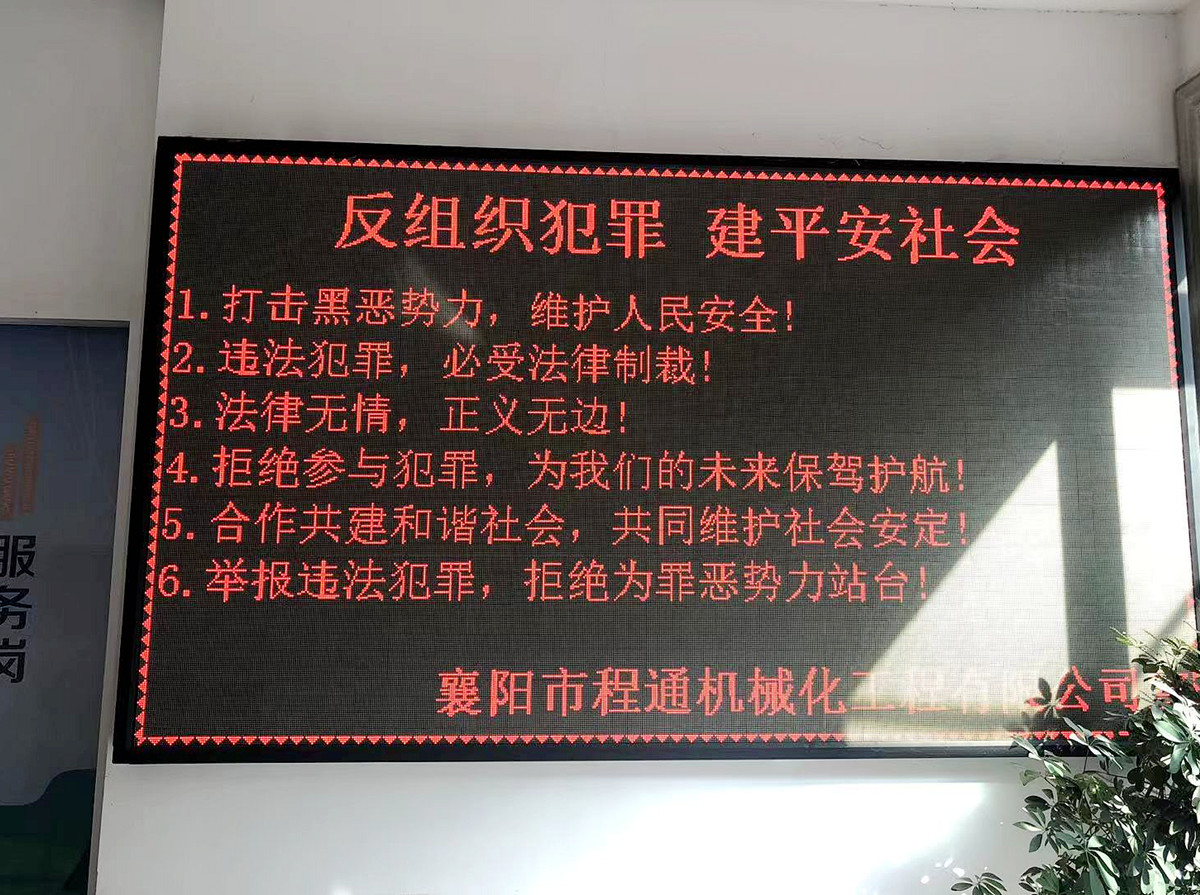 反组织犯罪 建平安社会
1.打击黑恶势力，维护人民安全！
2.违法犯罪，必受法律制裁！
3.法律无情，正义无边！
4.拒绝参与犯罪，为我们的未来保驾护航！
5.合作共建和谐社会，共同维护社会安定！
6.举报违法犯罪，拒绝为罪恶势力站台！
襄阳市程通机械化工程有限公司
服务岗